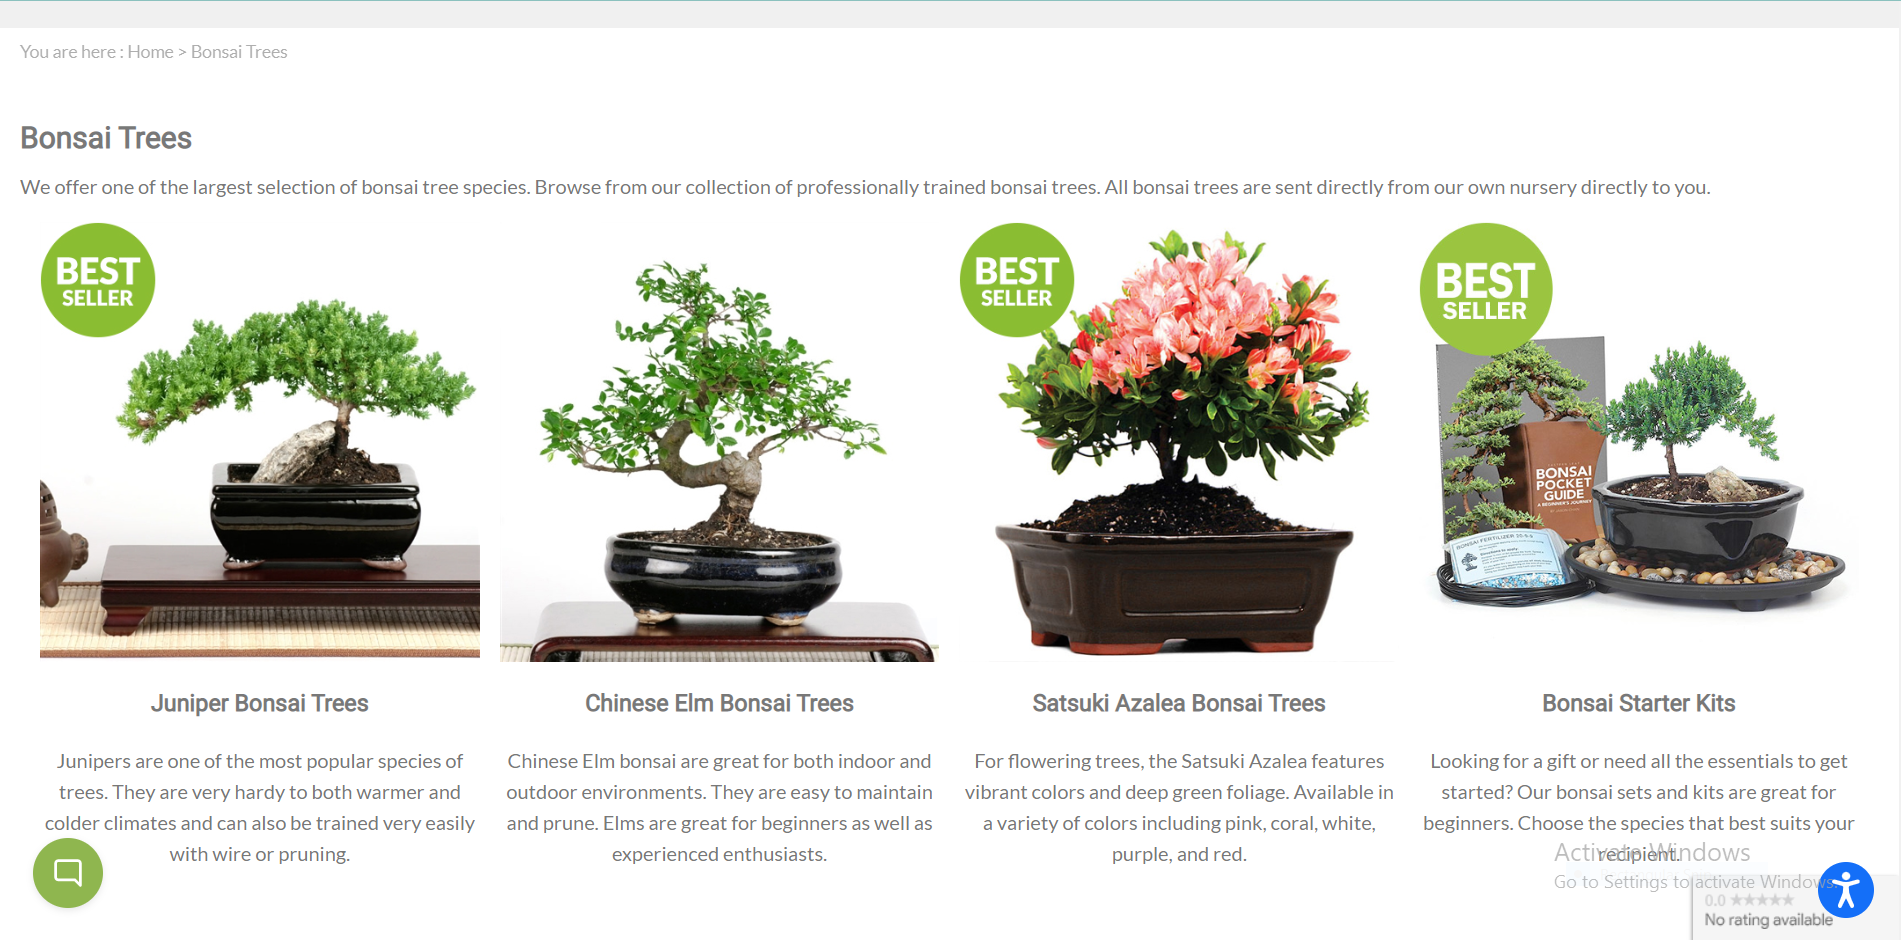 You are here : Home > Bonsai Trees
Bonsai Trees
We offer one of the largest selection of bonsai tree species. Browse from our collection of professionally trained bonsai trees. All bonsai trees are sent directly from our own nursery directly to you.
BEST
SELLER
BEST
SELLER
BEST
SELLER
BONSAI
POCKET
GUIDE
A BEGINNER'S JOURNEY
BONSAI FERTILIZER
Juniper Bonsai Trees
Junipers are one of the most popular species of
trees. They are very hardy to both warmer and
colder climates and can also be trained very easily
with wire or pruning.
Chinese Elm Bonsai Trees
Chinese Elm bonsai are great for both indoor and
outdoor environments. They are easy to maintain
and prune. Elms are great for beginners as well as
experienced enthusiasts.
Satsuki Azalea Bonsai Trees
For flowering trees, the Satsuki Azalea features
vibrant colors and deep green foliage. Available in
a variety of colors including pink, coral, white,
purple, and red.
Bonsai Starter Kits
Looking for a gift or need all the essentials to get
started? Our bonsai sets and kits are great for
beginners. Choose the species that best suits your
recipient.
Activate Windows
Go to Settings to activate Windows.
0.0 ★★★★★
No rating available